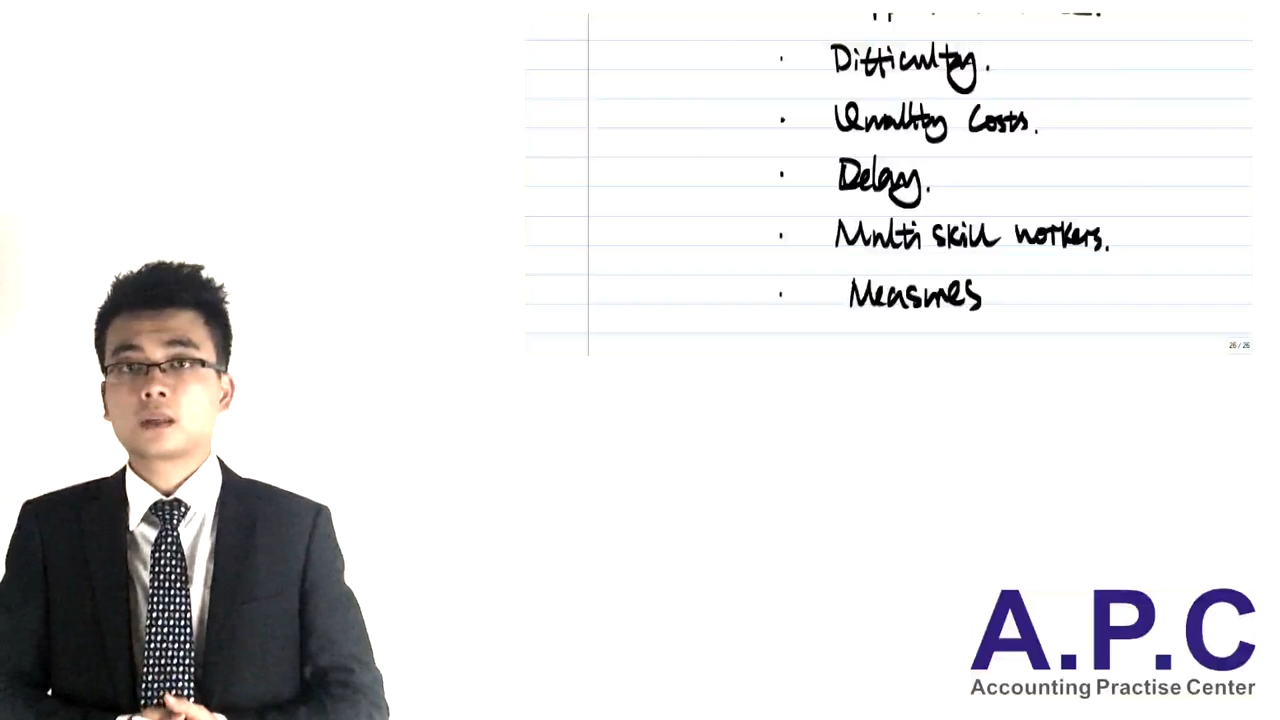 Difficulty.
Quality Costs.
Delay.
Multi skill workers.
Measures
26 / 26
A.P.C
Accounting Practise Center